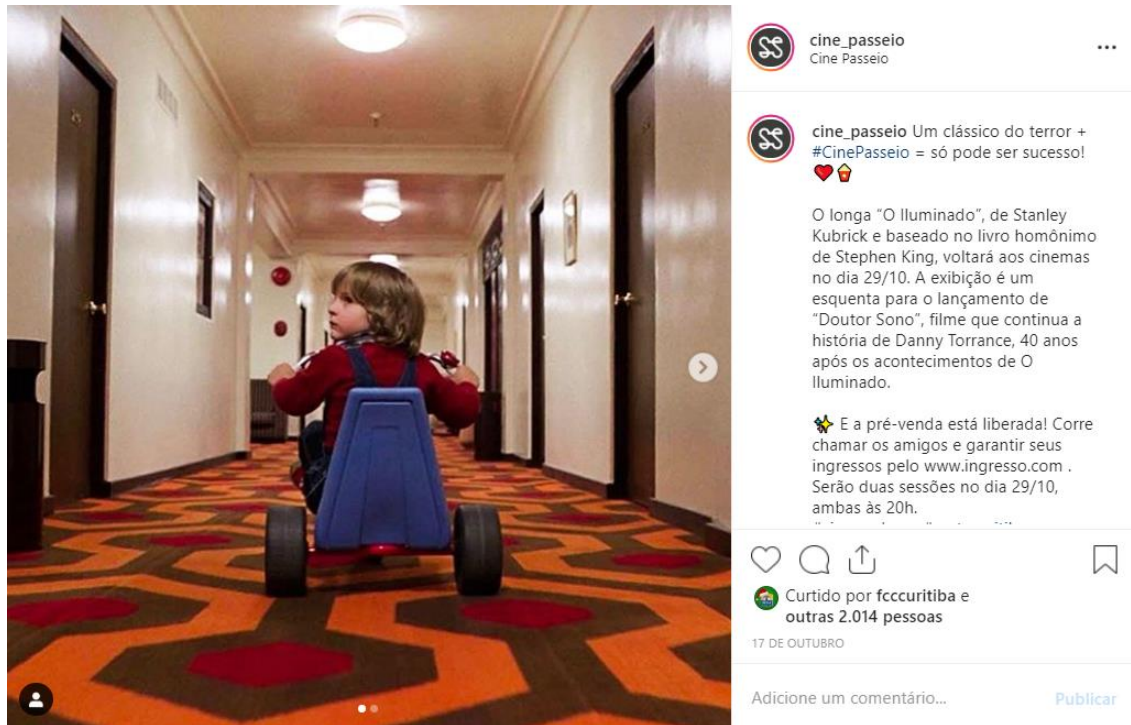 cine_passeio
Cine Passeio
cine_passeio Um clássico do terror +
#CinePasseio = só pode ser sucesso!
❤️🍿
O longa “O Iluminado”, de Stanley
Kubrick e baseado no livro homônimo
de Stephen King, voltará aos cinemas
no dia 29/10. A exibição é um
esquenta para o lançamento de
“Doutor Sono”, filme que continua a
história de Danny Torrance, 40 anos
após os acontecimentos de O
Iluminado.
✨ E a pré-venda está liberada! Corre
chamar os amigos e garantir seus
ingressos pelo www.ingresso.com .
Serão duas sessões no dia 29/10,
ambas às 20h.
Curtido por fcccuritiba e
outras 2.014 pessoas
17 DE OUTUBRO
Adicione um comentário...
Publicar